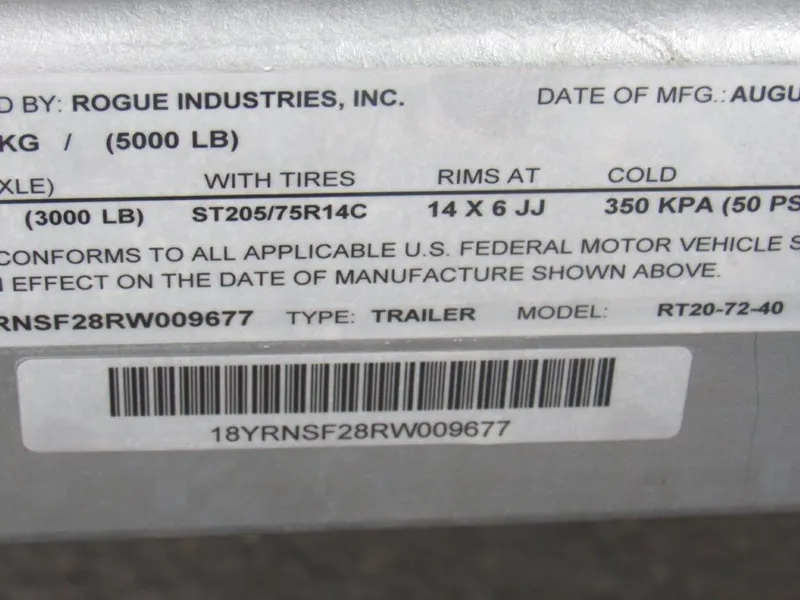 D BY: ROGUE INDUSTRIES, INC. DATE OF MFG.: AUGU
KG / (5000 LB)
XLE) WITH TIRES RIMS AT COLD
(3000 LB) ST205/75R14C 14 X 6 JJ 350 KPA (50 PS
CONFORMS TO ALL APPLICABLE U.S. FEDERAL MOTOR VEHICLE S
N EFFECT ON THE DATE OF MANUFACTURE SHOWN ABOVE.
RNSF28RW009677 TYPE: TRAILER MODEL: RT20-72-40
18YRNSF28RW009677